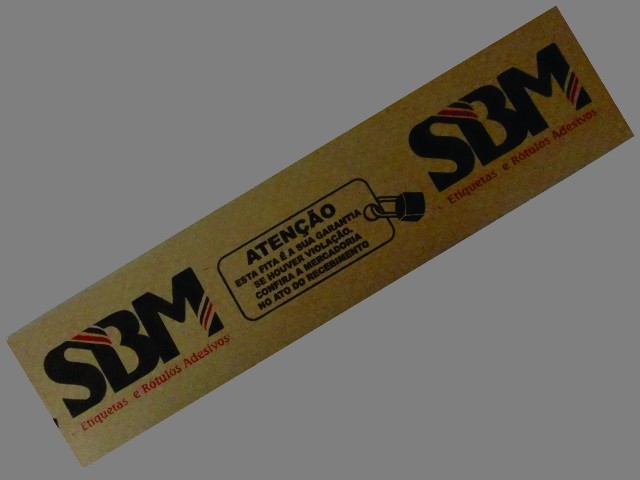 SBM
Etiquetas e Rótulos Adesivos
ATENÇÃO
ESTA FITA É A SUA GARANTIA
SE HOUVER VIOLAÇÃO,
CONFIRA A MERCADORIA
NO ATO DO RECEBIMENTO
SBM
Etiquetas e Rótulos Adesivos